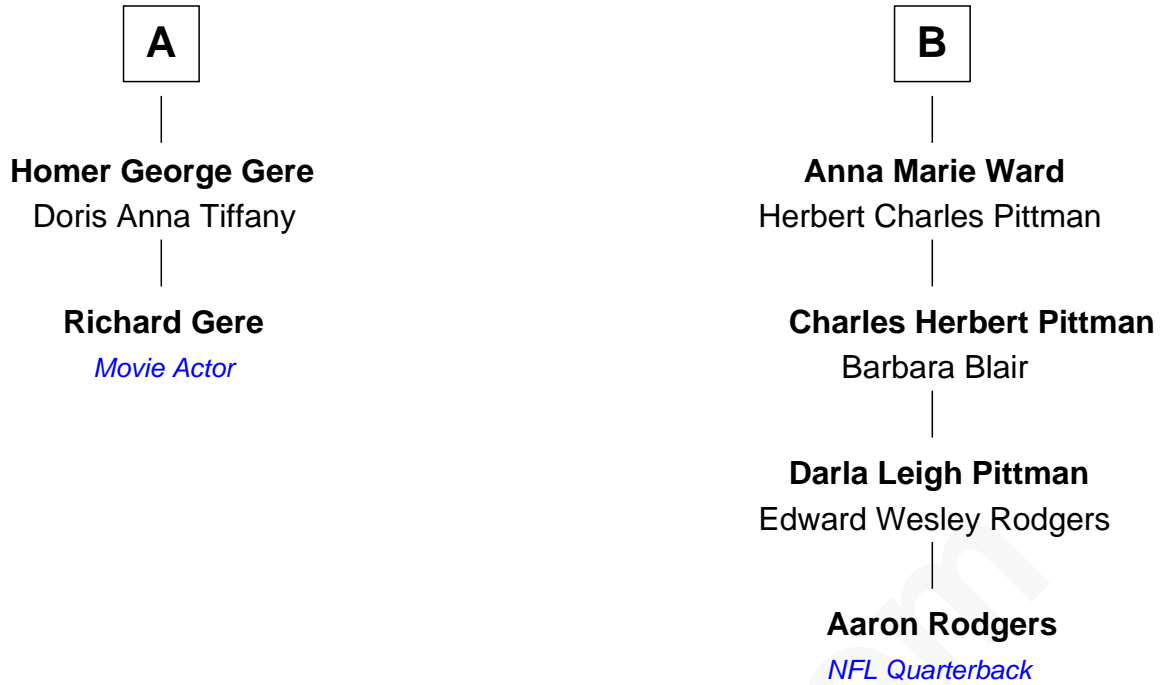 A
Homer George Gere
Doris Anna Tiffany
Richard Gere
Movie Actor
B
Anna Marie Ward
Herbert Charles Pittman
Charles Herbert Pittman
Barbara Blair
Darla Leigh Pittman
Edward Wesley Rodgers
Aaron Rodgers
NFL Quarterback